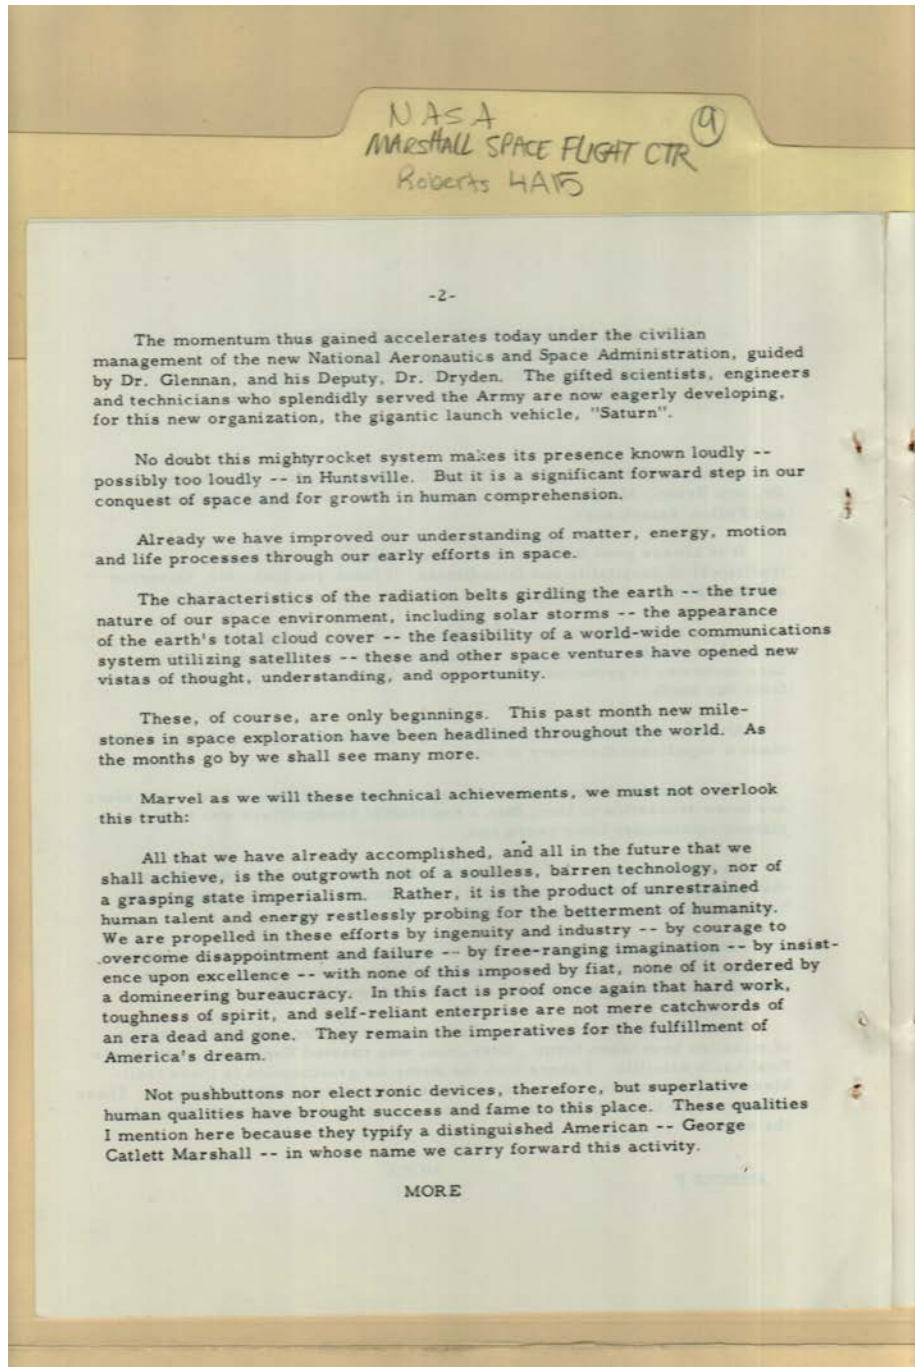 NASA
MARSHALL SPACE FLIGHT CTR 9
Roberts 4A15
-2-
The momentum thus gained accelerates today under the civilian
management of the new National Aeronautics and Space Administration, guided
by Dr. Glennan, and his Deputy, Dr. Dryden. The gifted scientists, engineers
and technicians who splendidly served the Army are now eagerly developing,
for this new organization, the gigantic launch vehicle, "Saturn".
No doubt this mightyrocket system makes its presence known loudly --
possibly too loudly -- in Huntsville. But it is a significant forward step in our
conquest of space and for growth in human comprehension.
Already we have improved our understanding of matter, energy, motion
and life processes through our early efforts in space.
The characteristics of the radiation belts girdling the earth -- the true
nature of our space environment, including solar storms -- the appearance
of the earth's total cloud cover -- the feasibility of a world-wide communications
system utilizing satellites -- these and other space ventures have opened new
vistas of thought, understanding, and opportunity.
These, of course, are only beginnings. This past month new mile-
stones in space exploration have been headlined throughout the world. As
the months go by we shall see many more.
Marvel as we will these technical achievements, we must not overlook
this truth:
All that we have already accomplished, and all in the future that we
shall achieve, is the outgrowth not of a soulless, barren technology, nor of
a grasping state imperialism. Rather, it is the product of unrestrained
human talent and energy restlessly probing for the betterment of humanity.
We are propelled in these efforts by ingenuity and industry -- by courage to
overcome disappointment and failure -- by free-ranging imagination -- by insist-
ence upon excellence -- with none of this imposed by fiat, none of it ordered by
a domineering bureaucracy. In this fact is proof once again that hard work,
toughness of spirit, and self-reliant enterprise are not mere catchwords of
an era dead and gone. They remain the imperatives for the fulfillment of
America's dream.
Not pushbuttons nor electronic devices, therefore, but superlative
human qualities have brought success and fame to this place. These qualities
I mention here because they typify a distinguished American -- George
Catlett Marshall -- in whose name we carry forward this activity.
MORE